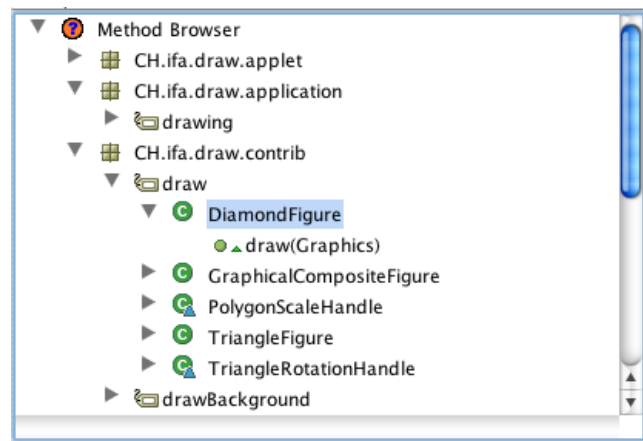 Method Browser
CH.ifa.draw.applet
CH.ifa.draw.application
drawing
CH.ifa.draw.contrib
draw
DiamondFigure
draw(Graphics)
GraphicalCompositeFigure
PolygonScaleHandle
TriangleFigure
TriangleRotationHandle
drawBackground